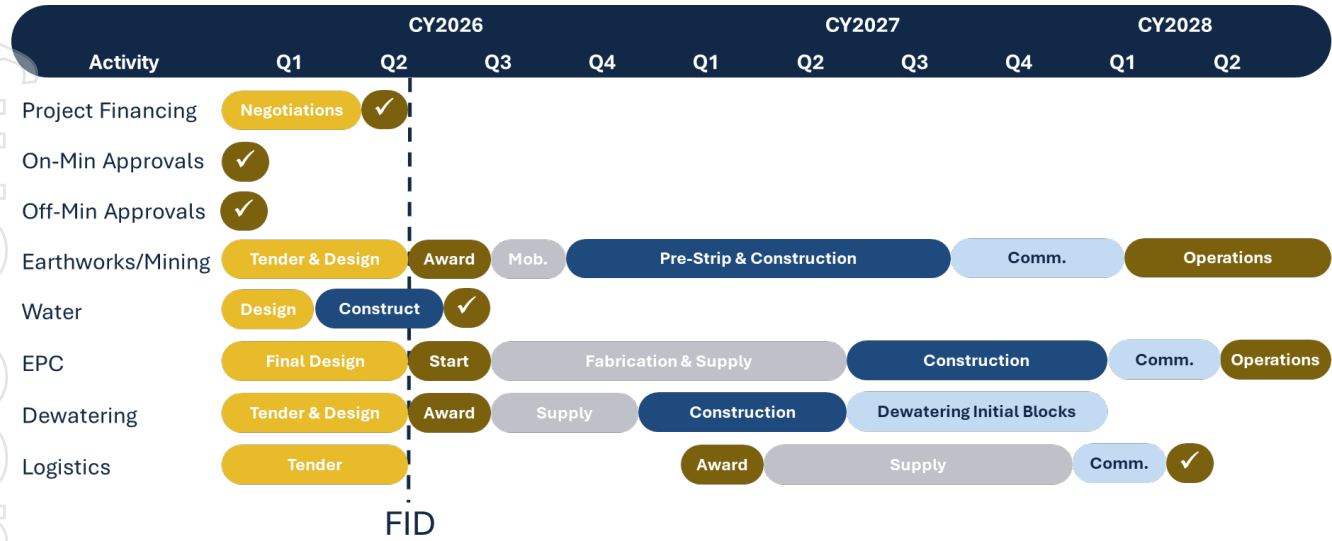 CY2026 CY2027 CY2028
Activity Q1 Q2 Q3 Q4 Q1 Q2 Q3 Q4 Q1 Q2
Project Financing Negotiations ✓
On-Min Approvals ✓
Off-Min Approvals ✓
Earthworks/Mining Tender & Design Award Mob. Pre-Strip & Construction Comm. Operations
Water Design Construct ✓
EPC Final Design Start Fabrication & Supply Construction Comm. Operations
Dewatering Tender & Design Award Supply Construction Dewatering Initial Blocks
Logistics Tender Award Supply Comm. ✓
FID